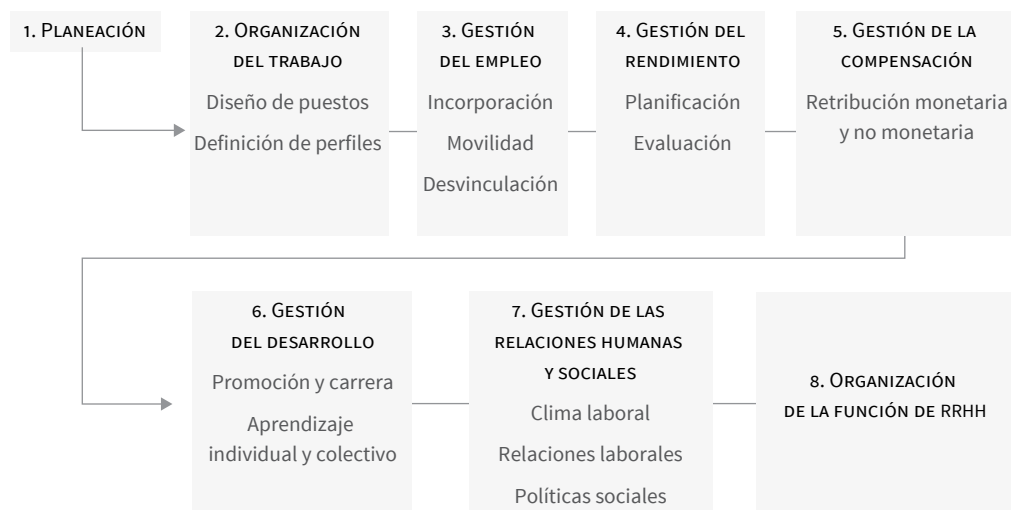 1. Planeación
2. Organización
del trabajo
Diseño de puestos
Definición de perfiles
3. Gestión
del empleo
Incorporación
Movilidad
Desvinculación
4. Gestión del
rendimiento
Planificación
Evaluación
5. Gestión de la
compensación
Retribución monetaria
y no monetaria
6. Gestión
del desarrollo
Promoción y carrera
Aprendizaje
individual y colectivo
7. Gestión de las
relaciones humanas
y sociales
Clima laboral
Relaciones laborales
Políticas sociales
8. Organización
de la función de RRHH